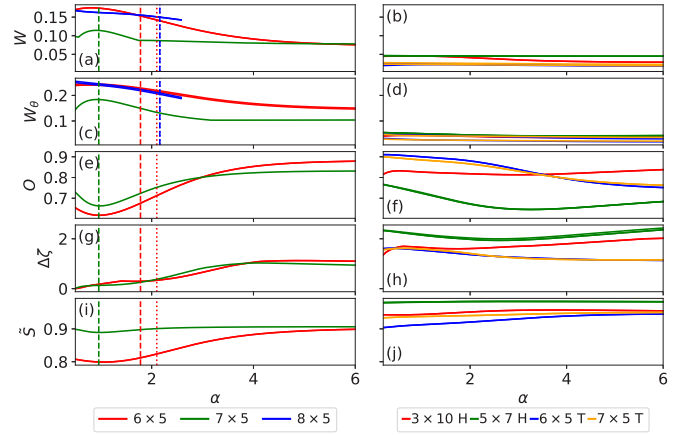 W
0.15
0.10
0.05
(a)
(b)
W_θ
0.2
0.1
(c)
(d)
O
0.9
0.8
0.7
(e)
(f)
Δζ
2
0
(g)
(h)
S̃
0.9
0.8
(i)
(j)
2 4 6 2 4 6
α α
6 × 5 7 × 5 8 × 5 3 × 10 H 5 × 7 H 6 × 5 T 7 × 5 T